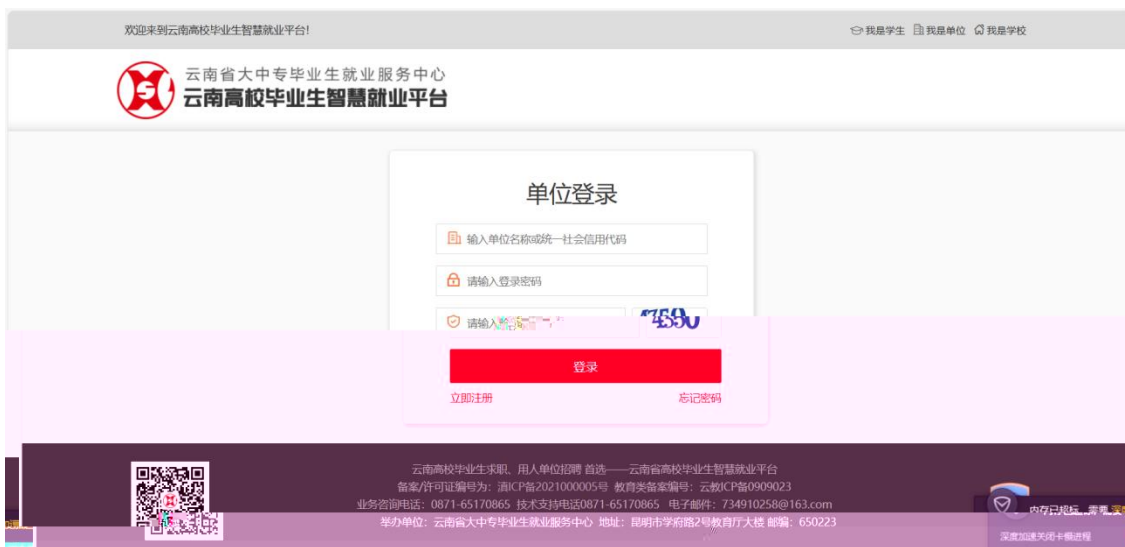 欢迎来到云南高校毕业生智慧就业平台!
我是学生 我是单位 我是学校
云南省大中专毕业生就业服务中心
云南高校毕业生智慧就业平台
单位登录
输入单位名称或统一社会信用代码
请输入登录密码
请输入
登录
立即注册 忘记密码
云南高校毕业生求职、用人单位招聘 首选——云南省高校毕业生智慧就业平台
备案/许可证编号为: 滇ICP备2021000005号 教育类备案编号: 云教ICP备0909023
业务咨询电话: 0871-65170865 技术支持电话0871-65170865 电子邮件: 734910258@163.com
举办单位: 云南省大中专毕业生就业服务中心 地址: 昆明市学府路2号教育厅大楼 邮编: 650223
内存已超标,需要
深度加速关闭卡慢进程